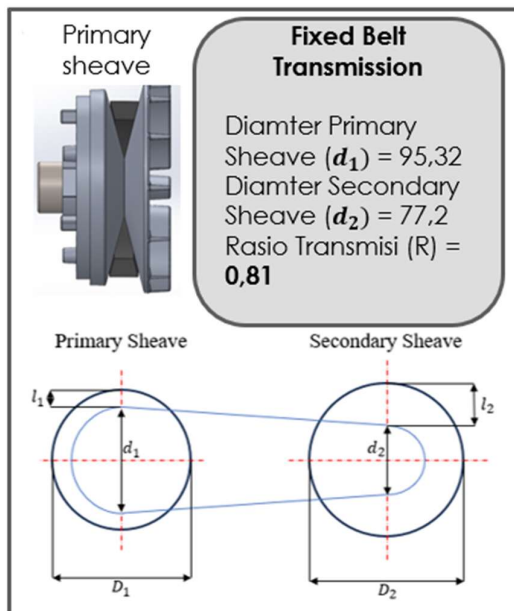 Primary
sheave
Fixed Belt
Transmission
Diamter Primary
Sheave (d₁) = 95,32
Diamter Secondary
Sheave (d₂) = 77,2
Rasio Transmisi (R) =
0,81
Primary Sheave
Secondary Sheave
l₁
l₂
d₁
d₂
D₁
D₂